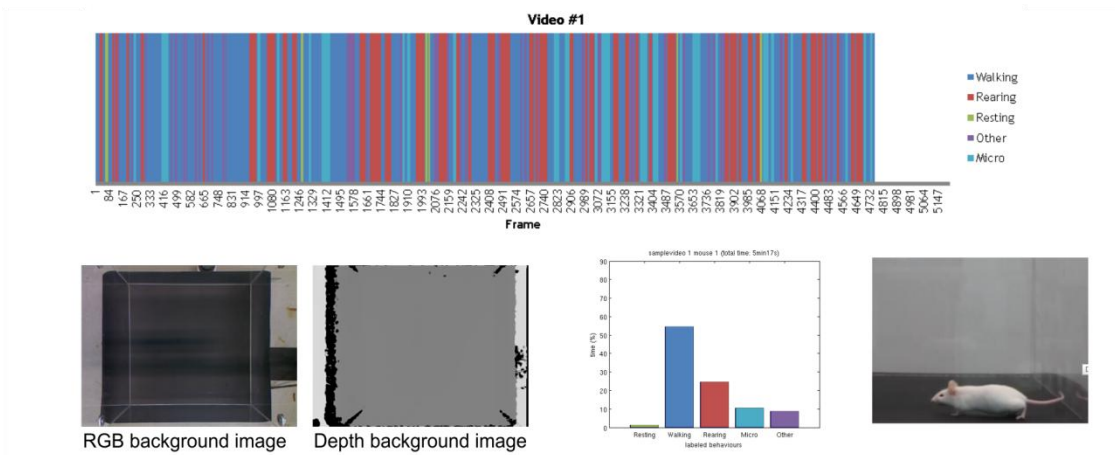 Video #1
Walking
Rearing
Resting
Other
Micro
1 84 167 250 333 416 499 582 665 748 831 914 997 1080 1163 1246 1329 1412 1495 1578 1661 1744 1827 1910 1993 2076 2159 2242 2325 2408 2491 2574 2657 2740 2823 2906 2989 3072 3155 3238 3321 3404 3487 3570 3653 3736 3819 3902 3985 4068 4151 4234 4317 4400 4483 4566 4649 4732 4815 4898 4981 5064 5147
Frame
RGB background image
Depth background image
samplevideo 1 mouse 1 (total time: 5min17s)
90
80
70
60
50
40
30
20
10
0
time (%)
Resting Walking Rearing Micro Other
labeled behaviours